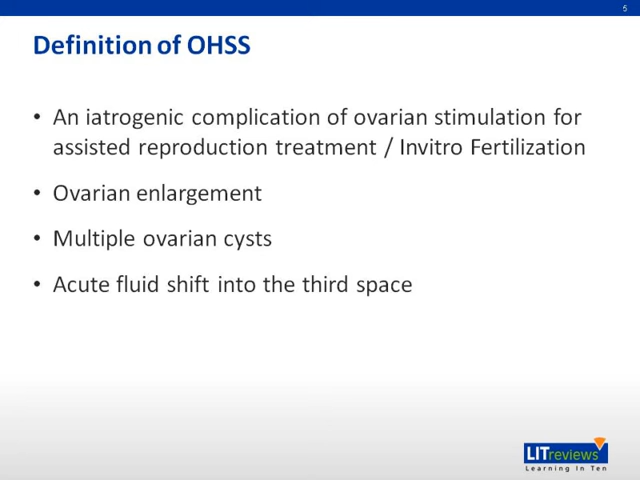 5
Definition of OHSS
• An iatrogenic complication of ovarian stimulation for
assisted reproduction treatment / Invitro Fertilization
• Ovarian enlargement
• Multiple ovarian cysts
• Acute fluid shift into the third space
LITreviews
Learning In Ten